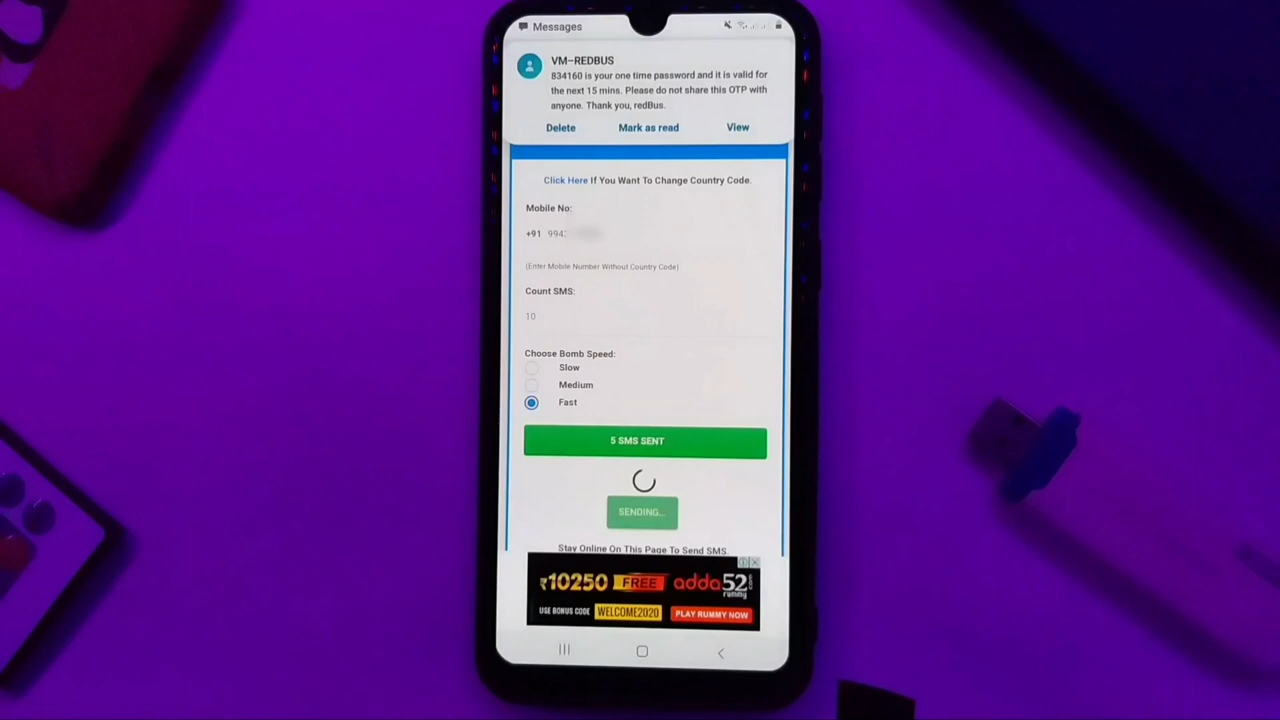 Messages
VM-REDBUS
834160 is your one time password and it is valid for
the next 15 mins. Please do not share this OTP with
anyone. Thank you, redBus.
Delete Mark as read View
Click Here If You Want To Change Country Code.
Mobile No:
+91 994
(Enter Mobile Number Without Country Code)
Count SMS:
10
Choose Bomb Speed:
Slow
Medium
Fast
5 SMS SENT
SENDING...
Stay Online On This Page To Send SMS.
₹10250 FREE adda52.com
rummy
USE BONUS CODE WELCOME2020 PLAY RUMMY NOW